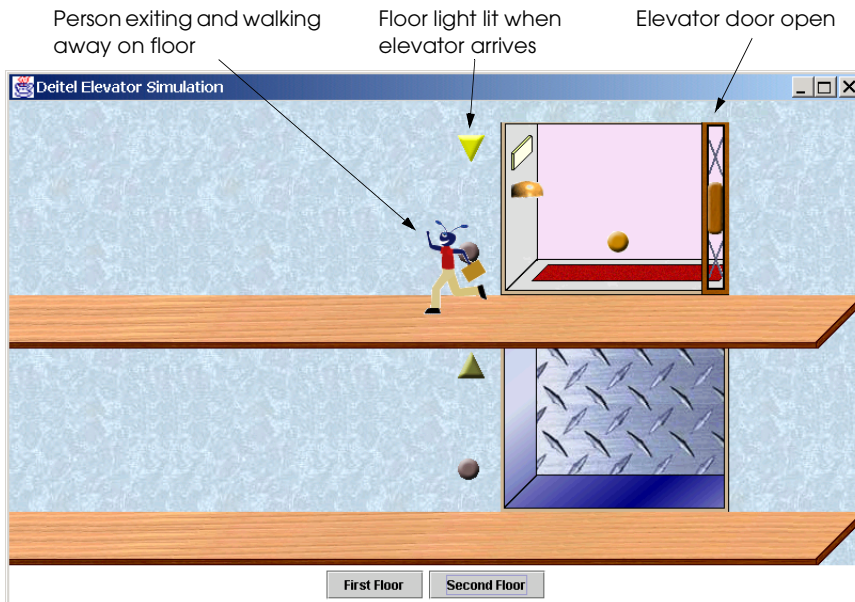 Person exiting and walking
away on floor
Floor light lit when
elevator arrives
Elevator door open
Deitel Elevator Simulation
First Floor
Second Floor